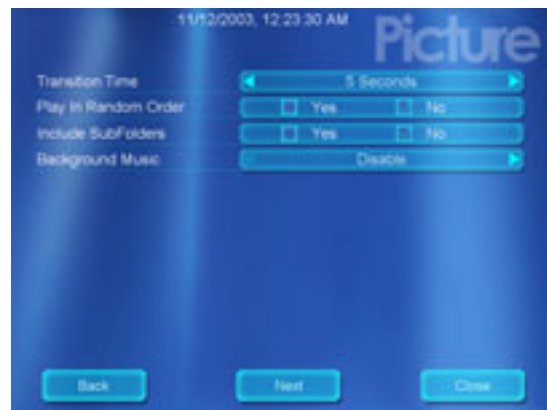 11/12/2003, 12:23:30 AM
Picture
Transition Time 5 Seconds
Play In Random Order Yes No
Include SubFolders Yes No
Background Music Disable
Back Next Close